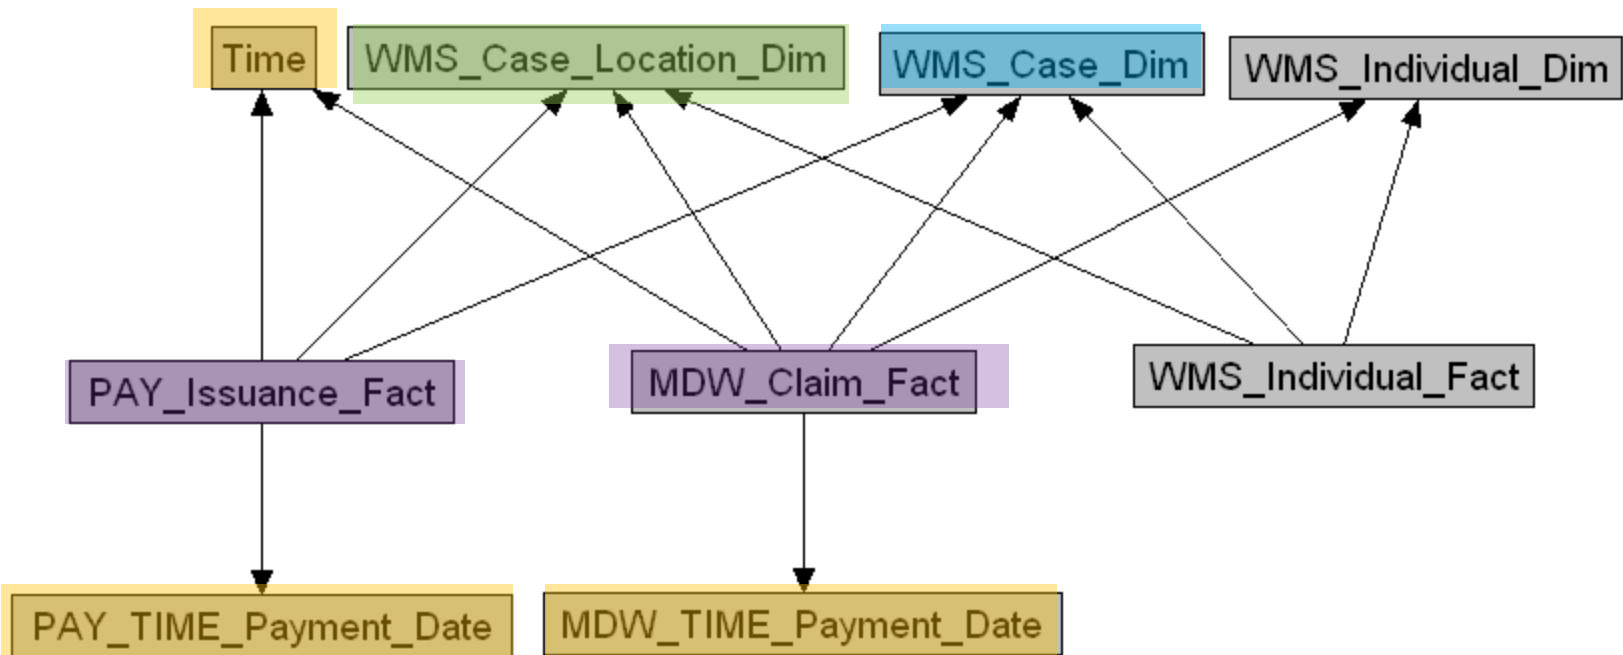 Time
WMS_Case_Location_Dim
WMS_Case_Dim
WMS_Individual_Dim
PAY_Issuance_Fact
MDW_Claim_Fact
WMS_Individual_Fact
PAY_TIME_Payment_Date
MDW_TIME_Payment_Date